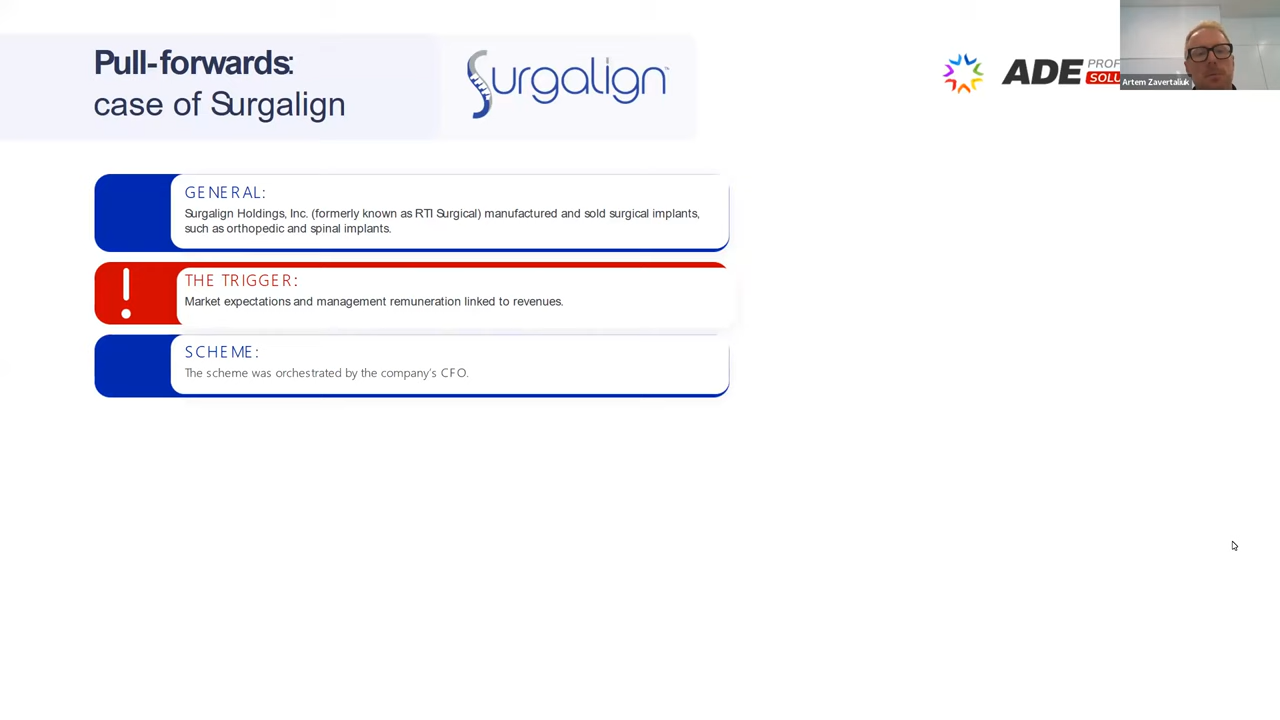 Pull-forwards:
case of Surgalign
Surgalign™
ADE PROF
SOLU
Artem Zavertaliuk
GENERAL:
Surgalign Holdings, Inc. (formerly known as RTI Surgical) manufactured and sold surgical implants,
such as orthopedic and spinal implants.
!
THE TRIGGER:
Market expectations and management remuneration linked to revenues.
SCHEME:
The scheme was orchestrated by the company's CFO.